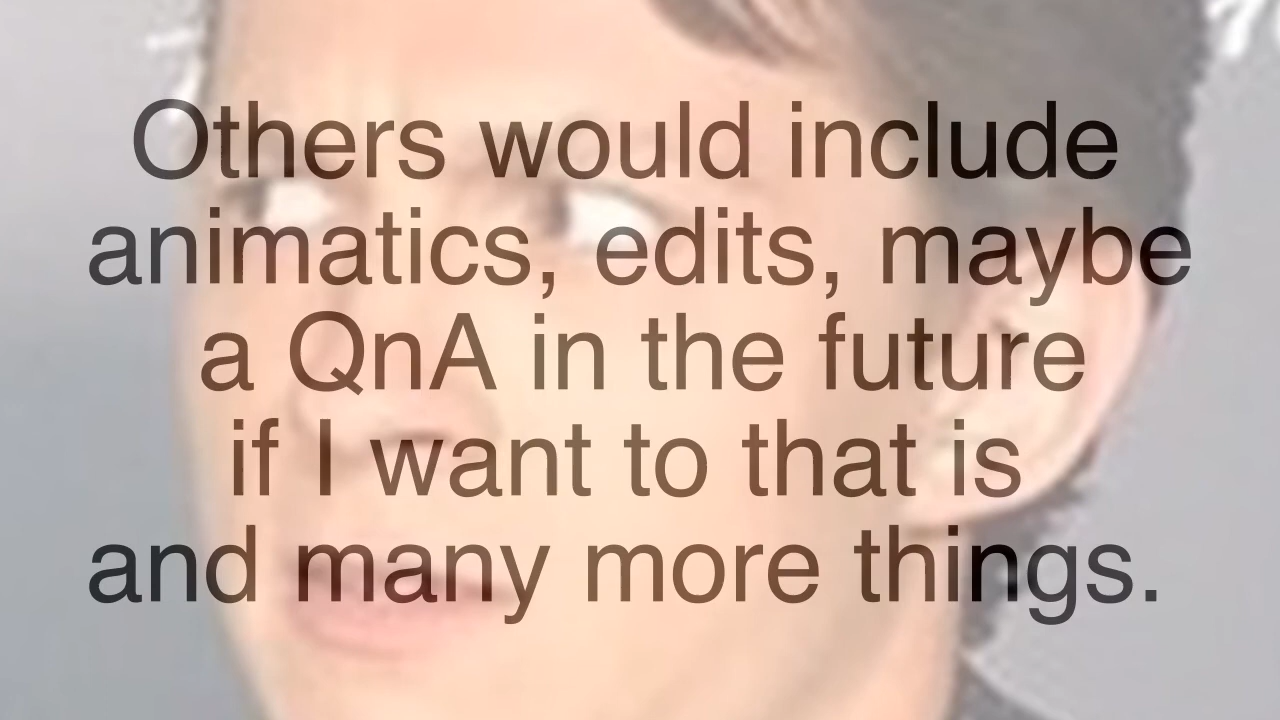 Others would include
animatics, edits, maybe
a QnA in the future
if I want to that is
and many more things.